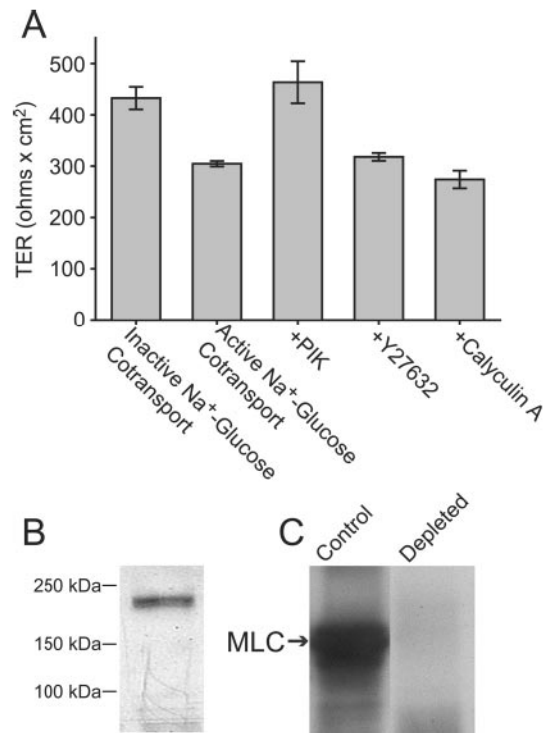 A
TER (ohms x cm²)
500
400
300
200
100
0
Inactive Na⁺-Glucose
Cotransport
Active Na⁺-Glucose
Cotransport
+PIK
+Y27632
+Calyculin A
B
250 kDa
150 kDa
100 kDa
C
Control
Depleted
MLC→